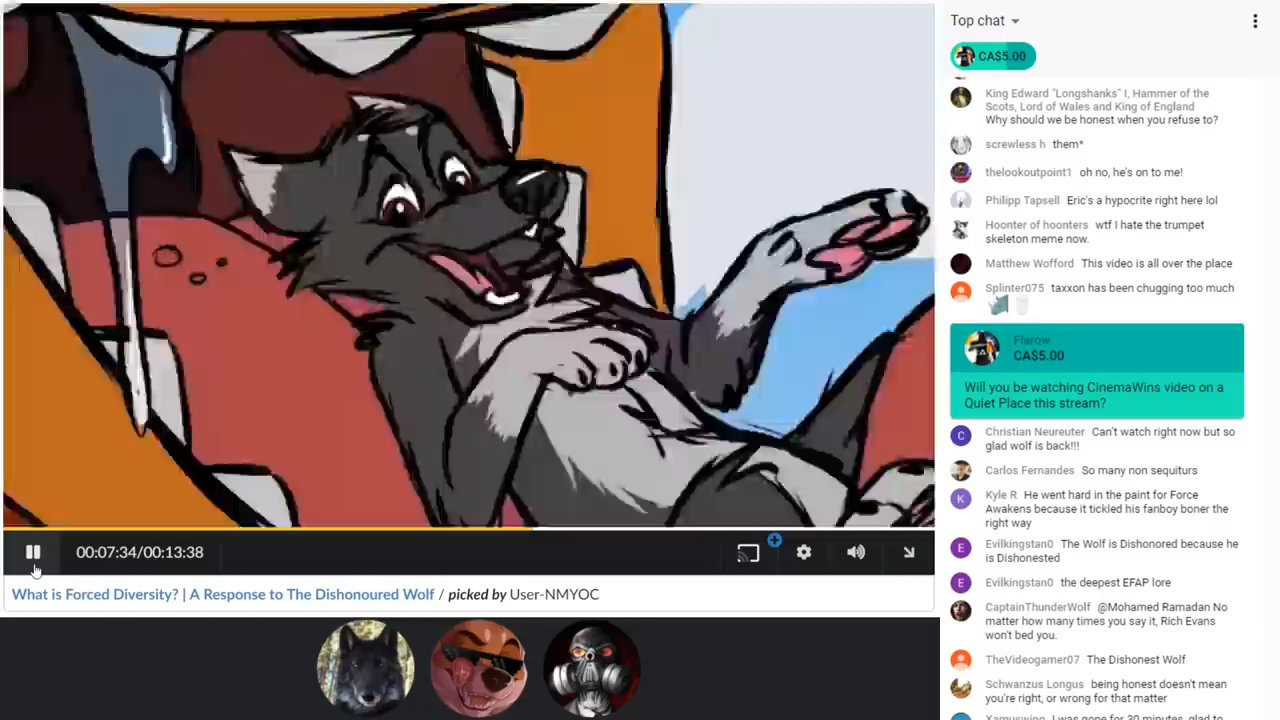 Top chat
CA$5.00
King Edward "Longshanks" I, Hammer of the
Scots, Lord of Wales and King of England
Why should we be honest when you refuse to?
screwless h them*
thelookoutpoint1 oh no, he's on to me!
Philipp Tapsell Eric's a hypocrite right here lol
Hoonter of hoonters wtf I hate the trumpet
skeleton meme now.
Matthew Wofford This video is all over the place
Splinter075 taxxon has been chugging too much
Flarow
CA$5.00
Will you be watching CinemaWins video on a
Quiet Place this stream?
C Christian Neureuter Can't watch right now but so
glad wolf is back!!!
Carlos Fernandes So many non sequiturs
K Kyle R He went hard in the paint for Force
Awakens because it tickled his fanboy boner the
right way
E Evilkingstan0 The Wolf is Dishonored because he
is Dishonested
E Evilkingstan0 the deepest EFAP lore
CaptainThunderWolf @Mohamed Ramadan No
matter how many times you say it, Rich Evans
won't bed you.
TheVideogamer07 The Dishonest Wolf
Schwanzus Longus being honest doesn't mean
you're right, or wrong for that matter
Xamuswing I was gone for 30 minutes, glad to
00:07:34/00:13:38
What is Forced Diversity? | A Response to The Dishonoured Wolf / picked by User-NMYOC